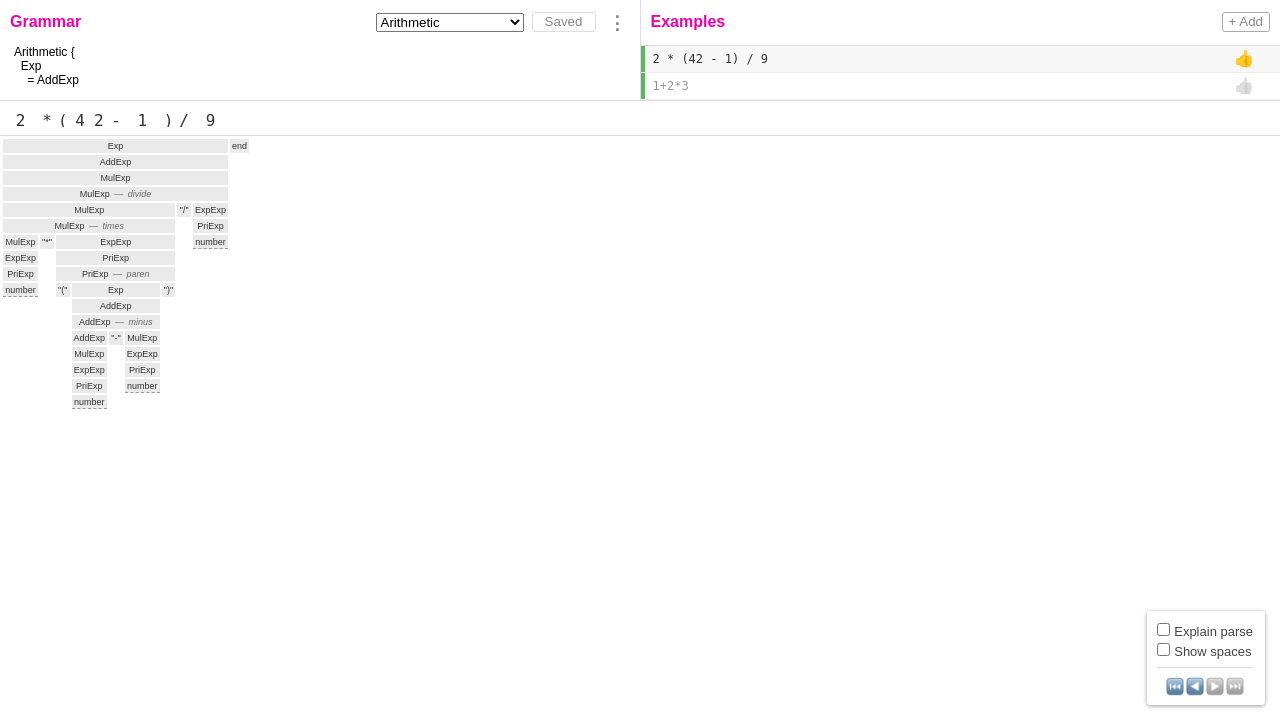 Grammar
Arithmetic
Saved
Examples
+ Add
Arithmetic {
Exp
= AddExp
2 * (42 - 1) / 9
1+2*3
2 * ( 4 2 - 1 ) / 9
Exp end
AddExp
MulExp
MulExp — divide
MulExp "/" ExpExp
MulExp — times PriExp
MulExp "*" ExpExp number
ExpExp PriExp
PriExp PriExp — paren
number "(" Exp ")"
AddExp
AddExp — minus
AddExp "-" MulExp
MulExp ExpExp
ExpExp PriExp
PriExp number
number
Explain parse
Show spaces